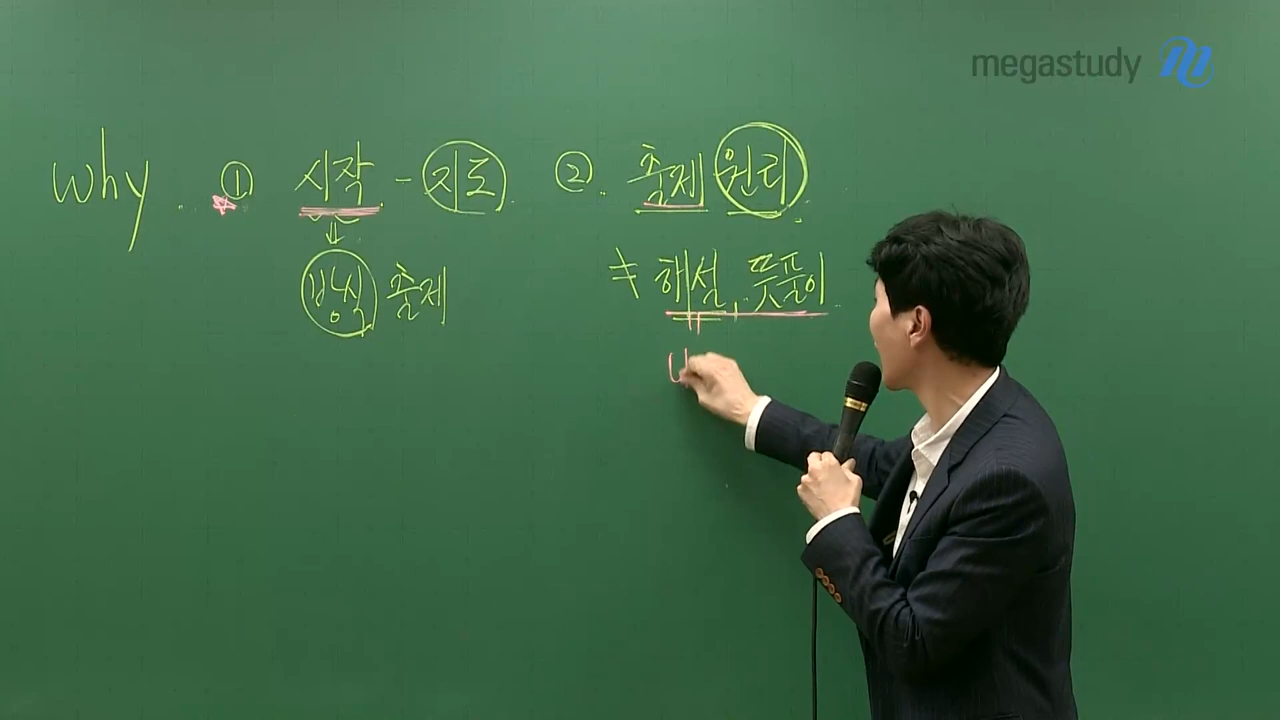 megastudy
why .. ① 시작 - 지도 ② . 출제 원리
⇓
방식 출제
≠ 해설, 뜻풀이